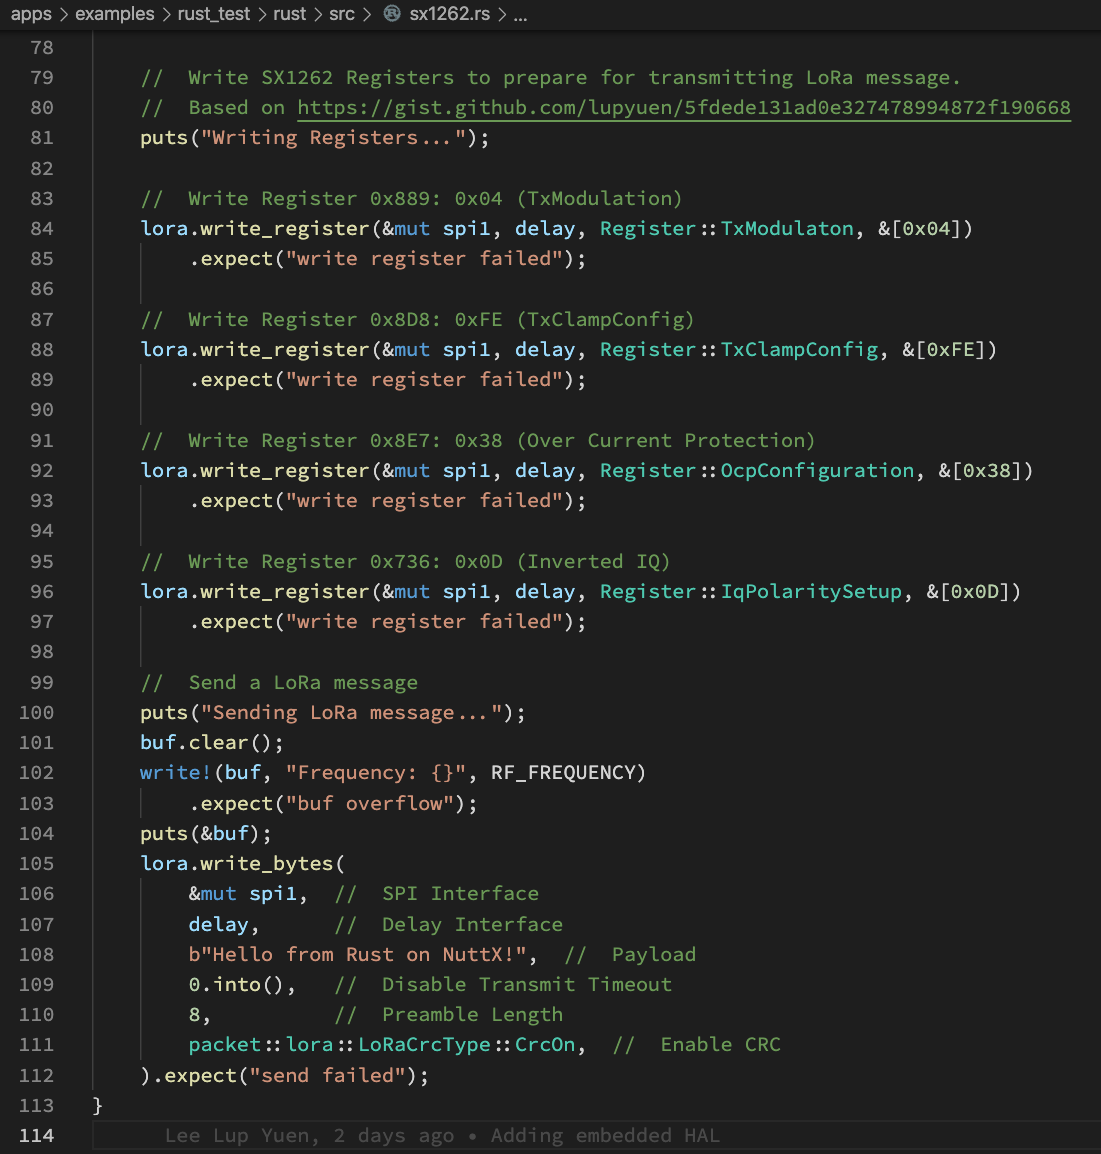 apps > examples > rust_test > rust > src > sx1262.rs > ...
78
79 //  Write SX1262 Registers to prepare for transmitting LoRa message.
80 //  Based on https://gist.github.com/lupyuen/5fdede131ad0e327478994872f190668
81 puts("Writing Registers...");
82
83 //  Write Register 0x889: 0x04 (TxModulation)
84 lora.write_register(&mut spi1, delay, Register::TxModulaton, &[0x04])
85     .expect("write register failed");
86
87 //  Write Register 0x8D8: 0xFE (TxClampConfig)
88 lora.write_register(&mut spi1, delay, Register::TxClampConfig, &[0xFE])
89     .expect("write register failed");
90
91 //  Write Register 0x8E7: 0x38 (Over Current Protection)
92 lora.write_register(&mut spi1, delay, Register::OcpConfiguration, &[0x38])
93     .expect("write register failed");
94
95 //  Write Register 0x736: 0x0D (Inverted IQ)
96 lora.write_register(&mut spi1, delay, Register::IqPolaritySetup, &[0x0D])
97     .expect("write register failed");
98
99 //  Send a LoRa message
100 puts("Sending LoRa message...");
101 buf.clear();
102 write!(buf, "Frequency: {}", RF_FREQUENCY)
103     .expect("buf overflow");
104 puts(&buf);
105 lora.write_bytes(
106     &mut spi1,  //  SPI Interface
107     delay,      //  Delay Interface
108     b"Hello from Rust on NuttX!",  //  Payload
109     0.into(),   //  Disable Transmit Timeout
110     8,          //  Preamble Length
111     packet::lora::LoRaCrcType::CrcOn,  //  Enable CRC
112 ).expect("send failed");
113 }
114 Lee Lup Yuen, 2 days ago • Adding embedded HAL